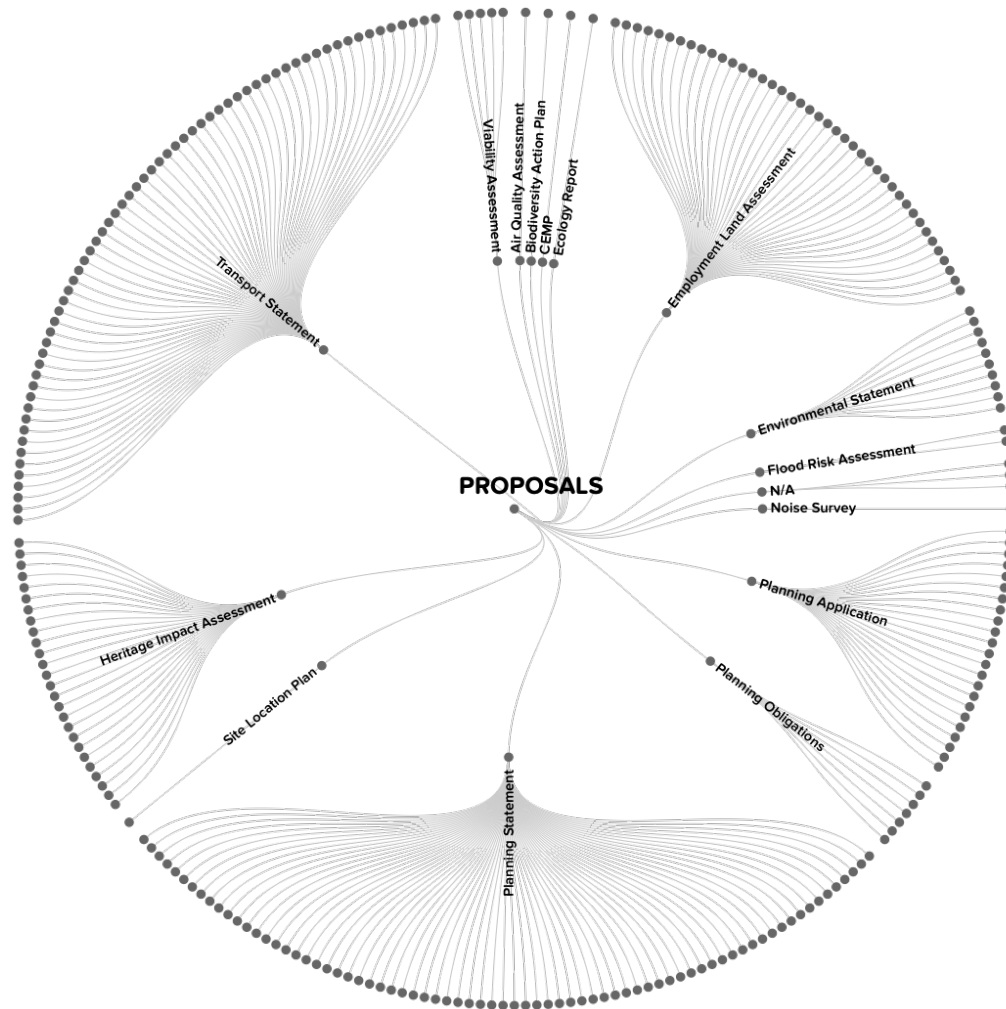 Viability Assessment
Air Quality Assessment
Biodiversity Action Plan
CEMP
Ecology Report
Employment Land Assessment
Transport Statement
Environmental Statement
Flood Risk Assessment
N/A
Noise Survey
PROPOSALS
Planning Application
Heritage Impact Assessment
Planning Obligations
Site Location Plan
Planning Statement